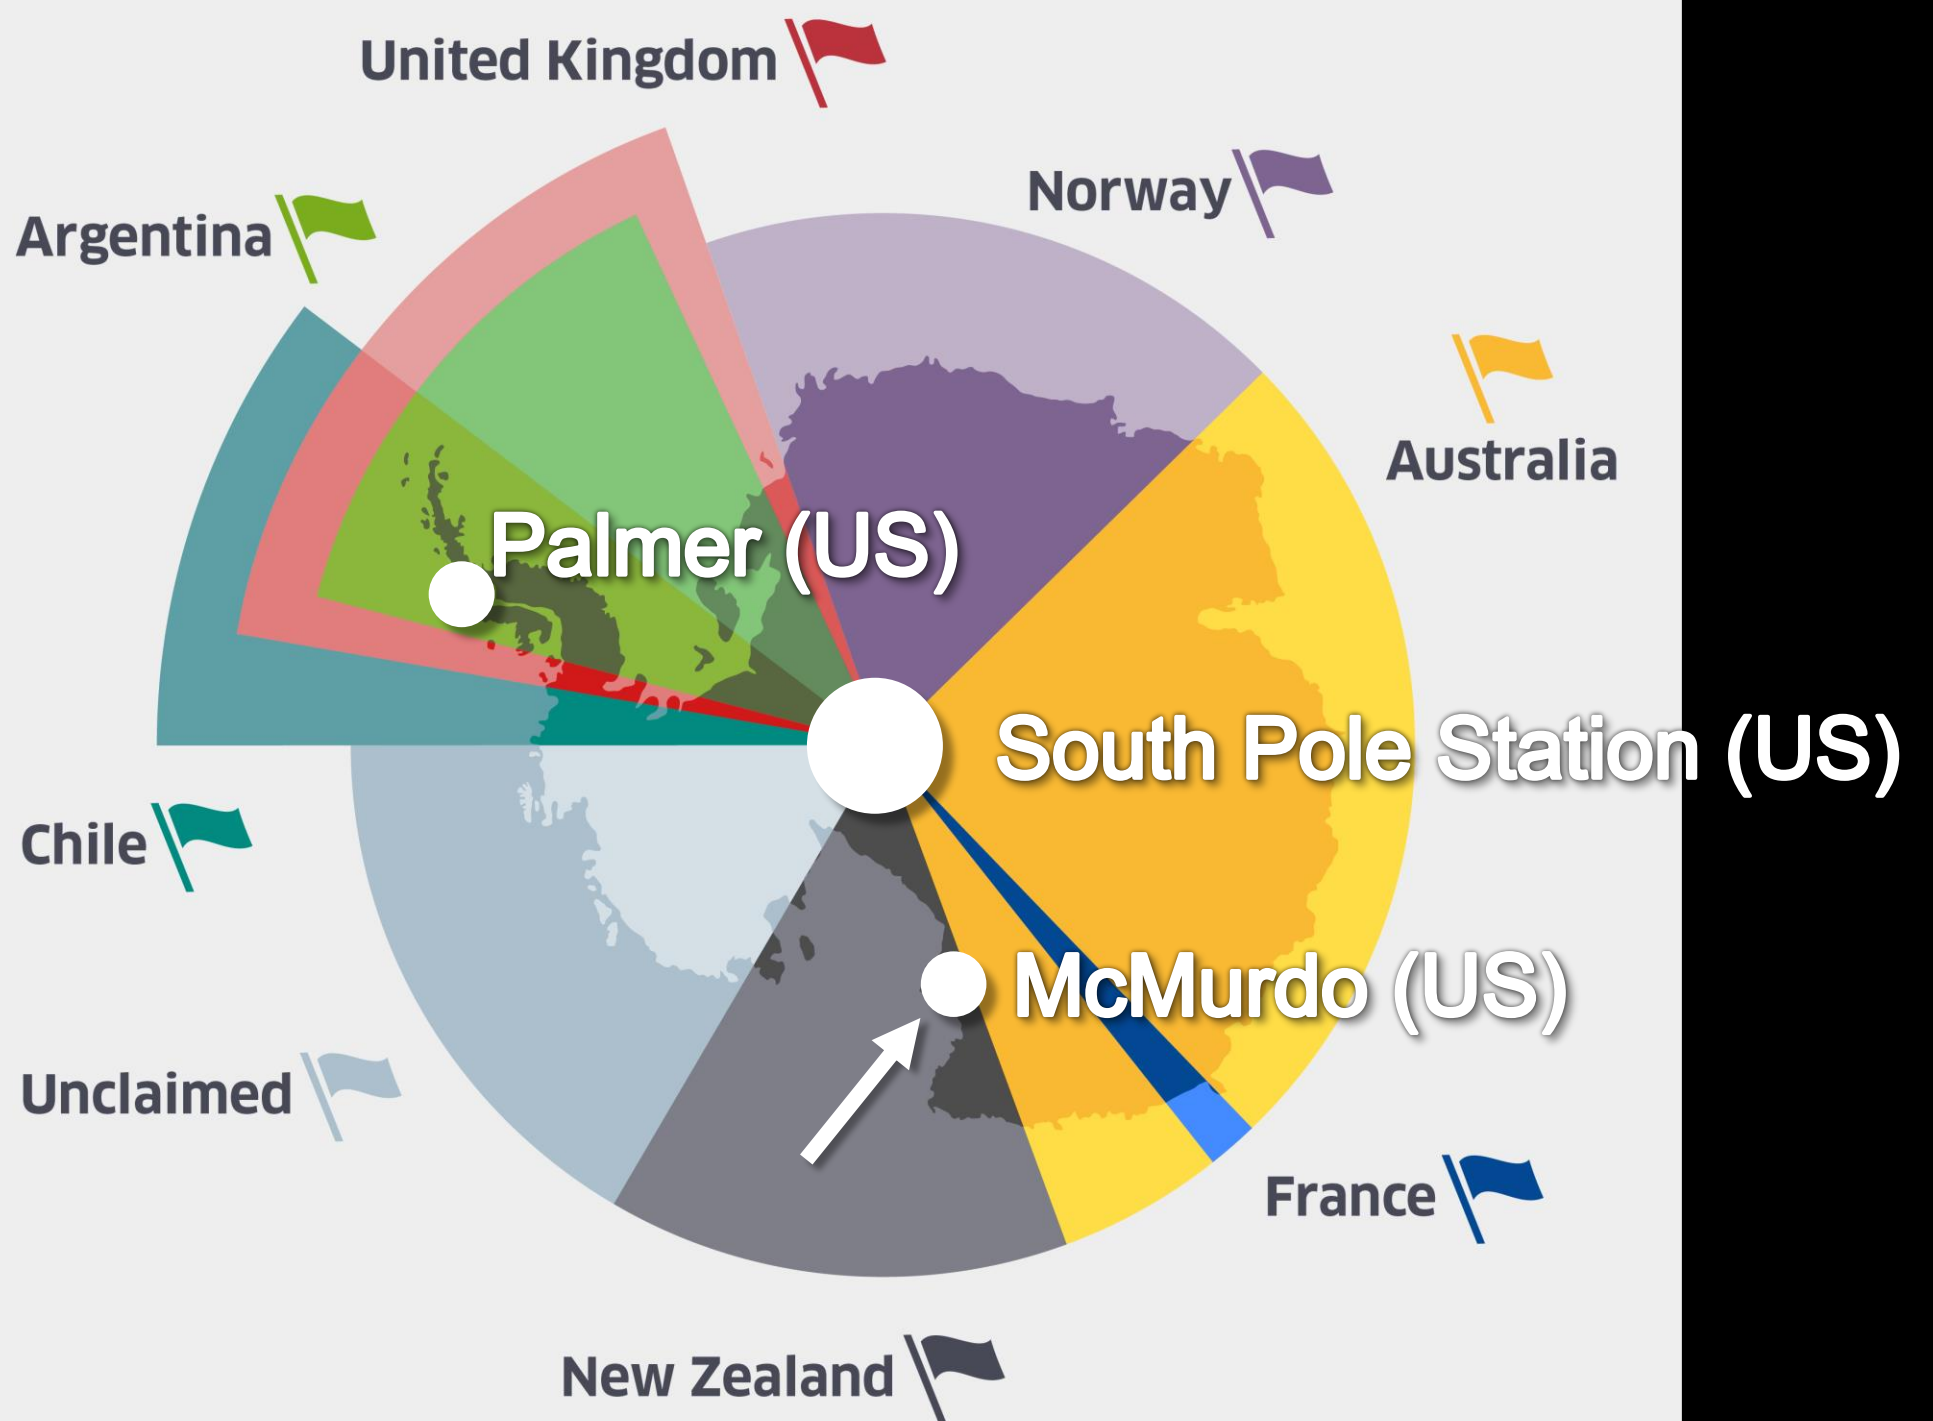 United Kingdom
Norway
Argentina
Australia
Palmer (US)
South Pole Station (US)
Chile
McMurdo (US)
Unclaimed
France
New Zealand